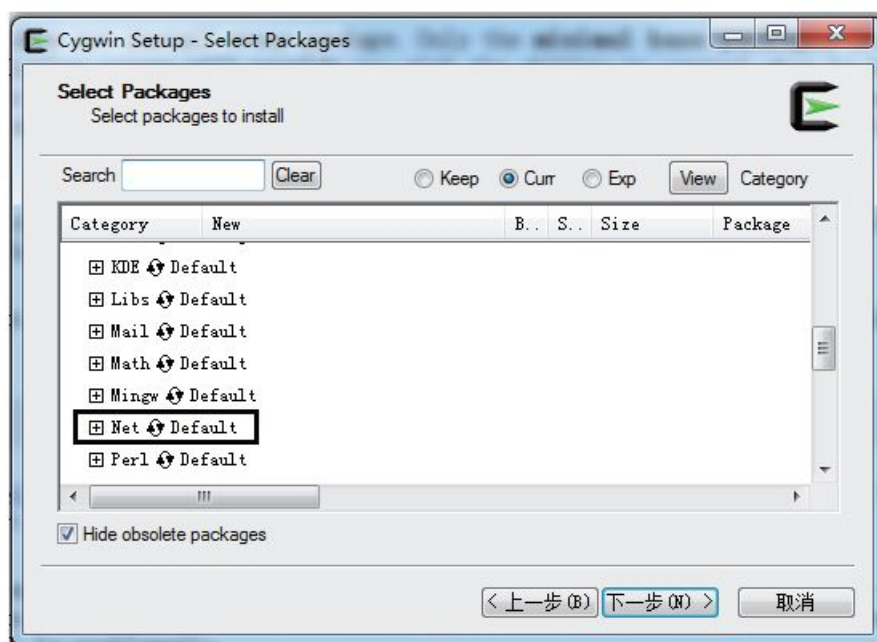 Cygwin Setup - Select Packages
Select Packages
Select packages to install
Search Clear Keep Curr Exp View Category
Category New B.. S.. Size Package
KDE Default
Libs Default
Mail Default
Math Default
Mingw Default
Net Default
Perl Default
Hide obsolete packages
< 上一步(B) 下一步(N) > 取消